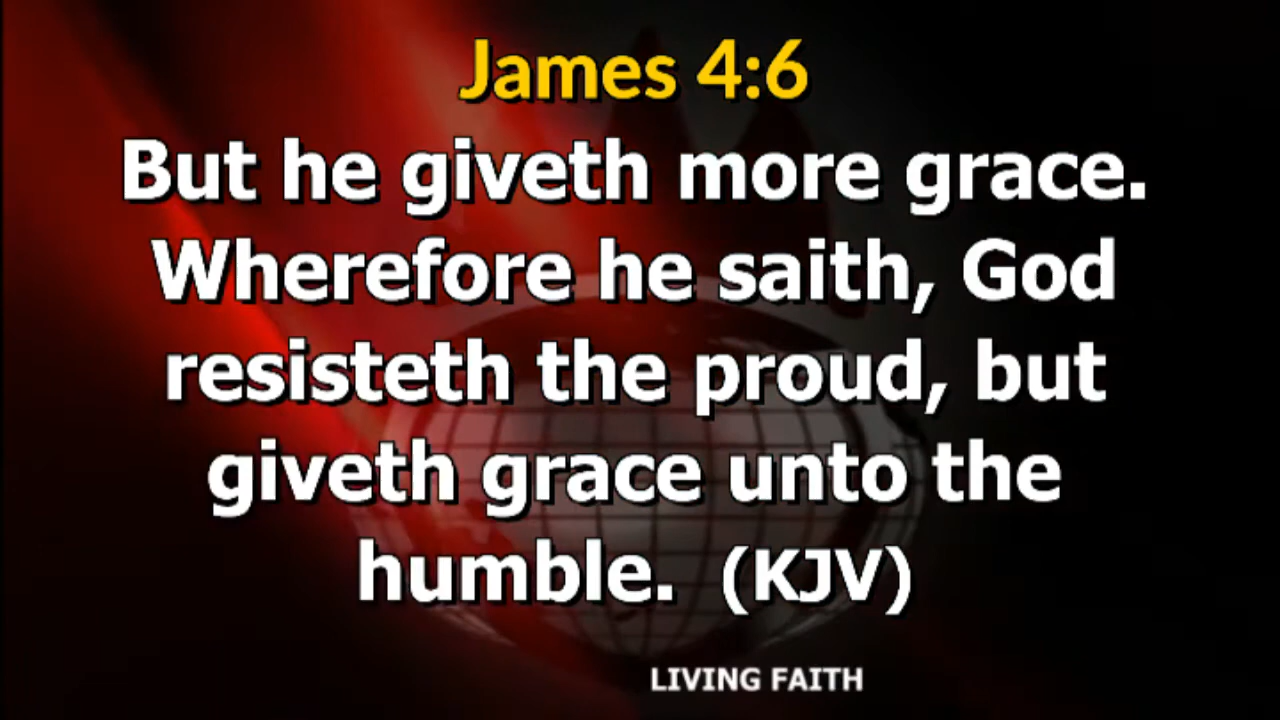 James 4:6
But he giveth more grace.
Wherefore he saith, God
resisteth the proud, but
giveth grace unto the
humble. (KJV)
LIVING FAITH